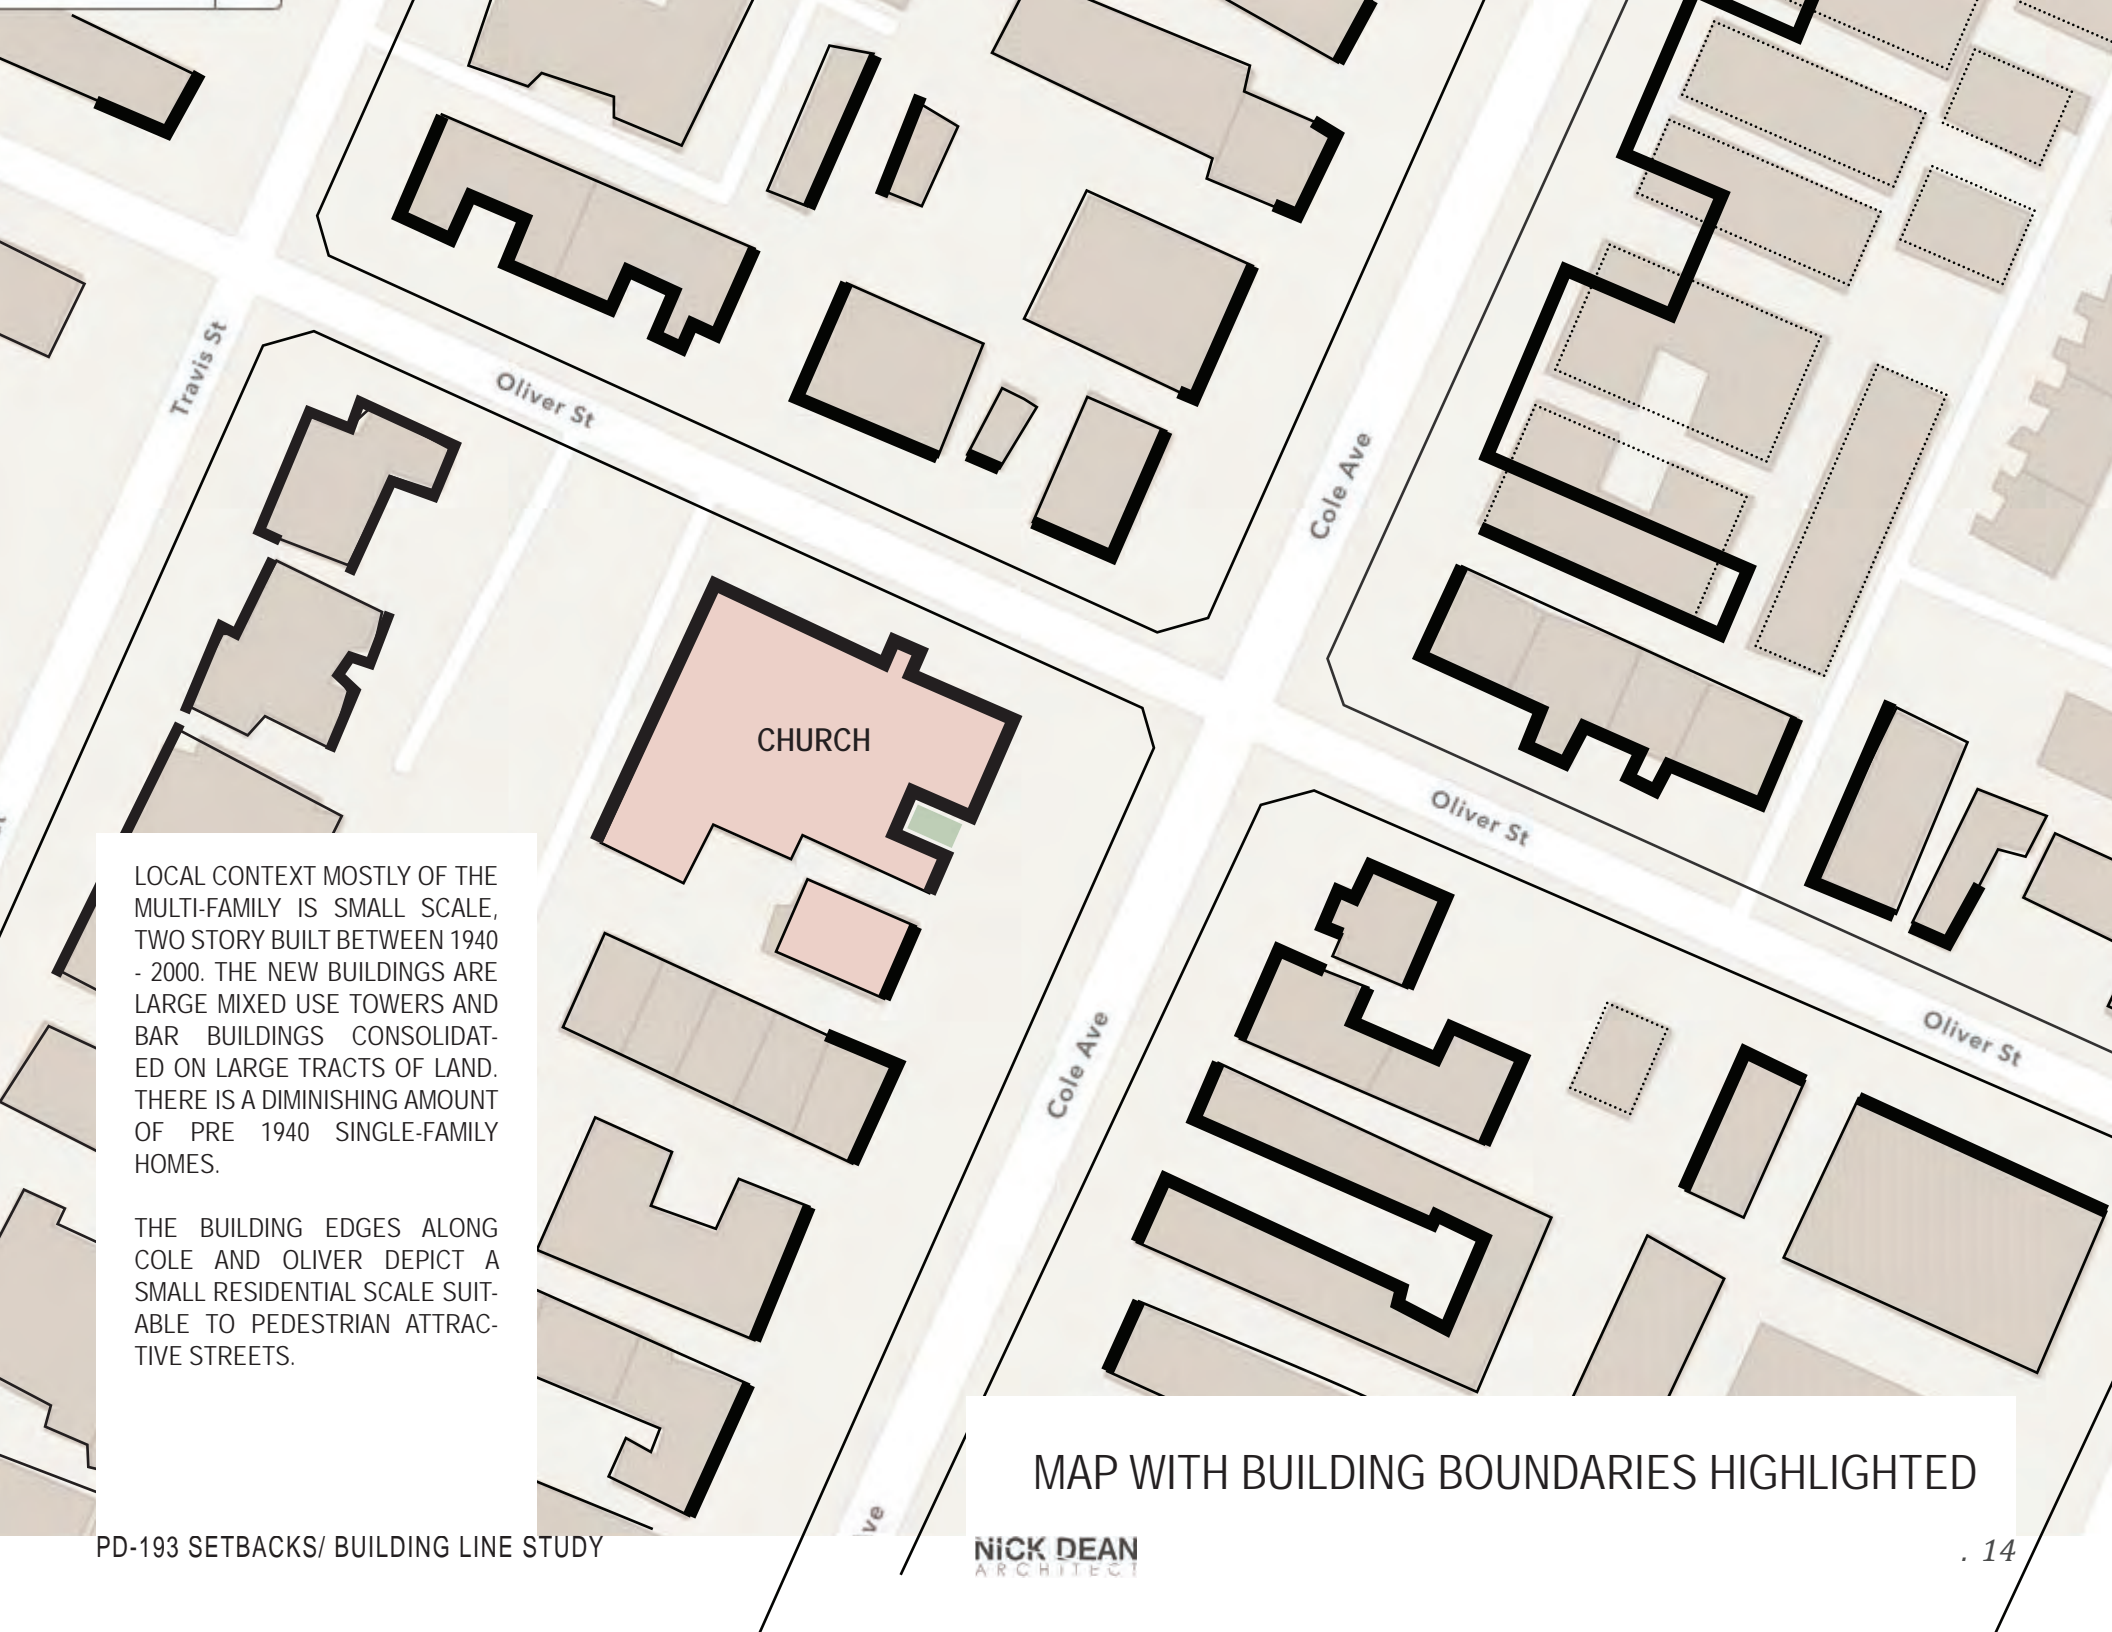 Travis St
Oliver St
Cole Ave
CHURCH
Oliver St
Oliver St
Cole Ave
LOCAL CONTEXT MOSTLY OF THE
MULTI-FAMILY IS SMALL SCALE,
TWO STORY BUILT BETWEEN 1940
- 2000. THE NEW BUILDINGS ARE
LARGE MIXED USE TOWERS AND
BAR BUILDINGS CONSOLIDAT-
ED ON LARGE TRACTS OF LAND.
THERE IS A DIMINISHING AMOUNT
OF PRE 1940 SINGLE-FAMILY
HOMES.
THE BUILDING EDGES ALONG
COLE AND OLIVER DEPICT A
SMALL RESIDENTIAL SCALE SUIT-
ABLE TO PEDESTRIAN ATTRAC-
TIVE STREETS.
MAP WITH BUILDING BOUNDARIES HIGHLIGHTED
PD-193 SETBACKS/ BUILDING LINE STUDY
NICK DEAN
ARCHITECT
. 14